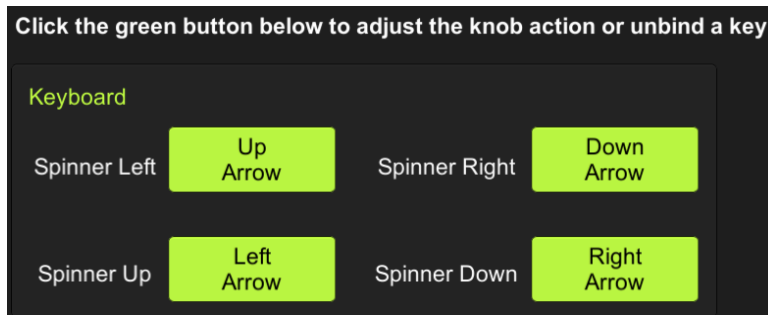 Click the green button below to adjust the knob action or unbind a key
Keyboard
Spinner Left
Up
Arrow
Spinner Right
Down
Arrow
Spinner Up
Left
Arrow
Spinner Down
Right
Arrow